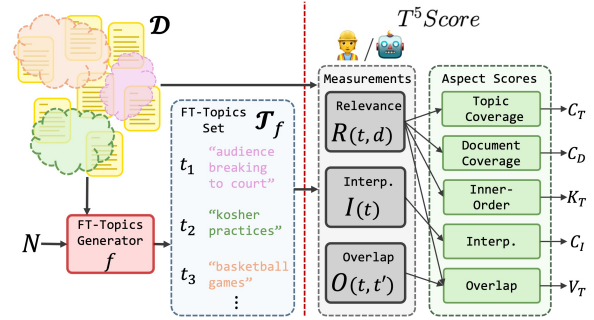 𝓓
T⁵Score
/
Measurements
Aspect Scores
FT-Topics
Set
𝓣_f
Relevance
R(t,d)
Topic
Coverage
C_T
t₁
“audience
breaking
to court”
Document
Coverage
C_D
Interp.
I(t)
Inner-
Order
K_T
N
FT-Topics
Generator
f
t₂
“kosher
practices”
Interp.
C_I
t₃
“basketball
games”
⋮
Overlap
O(t,t′)
Overlap
V_T